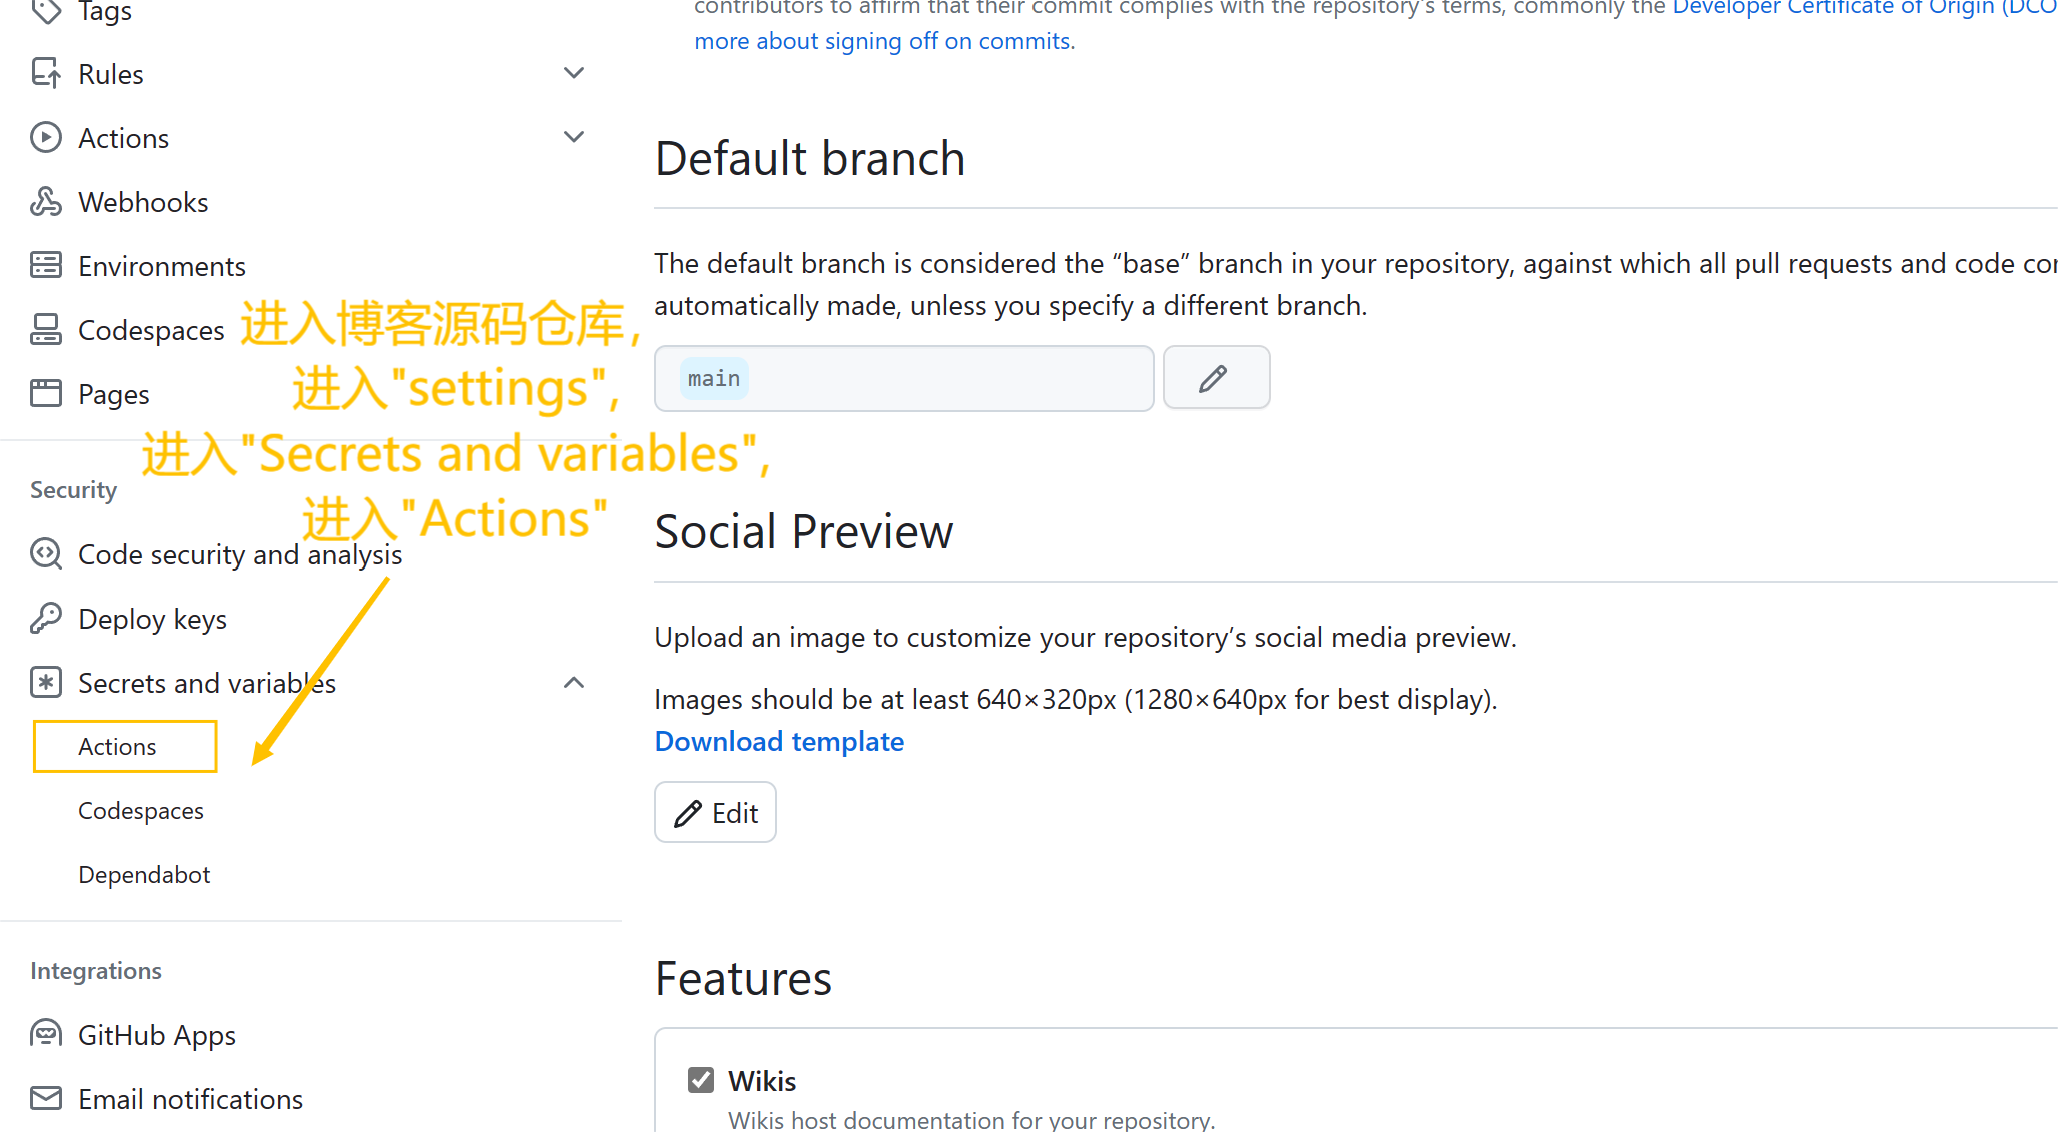 Tags
Rules
Actions
Webhooks
Environments
Codespaces
Pages
进入博客源码仓库，
进入"settings"，
进入"Secrets and variables"，
进入"Actions"
Security
Code security and analysis
Deploy keys
Secrets and variables
Actions
Codespaces
Dependabot
Integrations
GitHub Apps
Email notifications
contributors to affirm that their commit complies with the repository's terms, commonly the Developer Certificate of Origin (DCO
more about signing off on commits.
Default branch
The default branch is considered the “base” branch in your repository, against which all pull requests and code co
automatically made, unless you specify a different branch.
main
Social Preview
Upload an image to customize your repository’s social media preview.
Images should be at least 640×320px (1280×640px for best display).
Download template
Edit
Features
Wikis
Wikis host documentation for your repository.